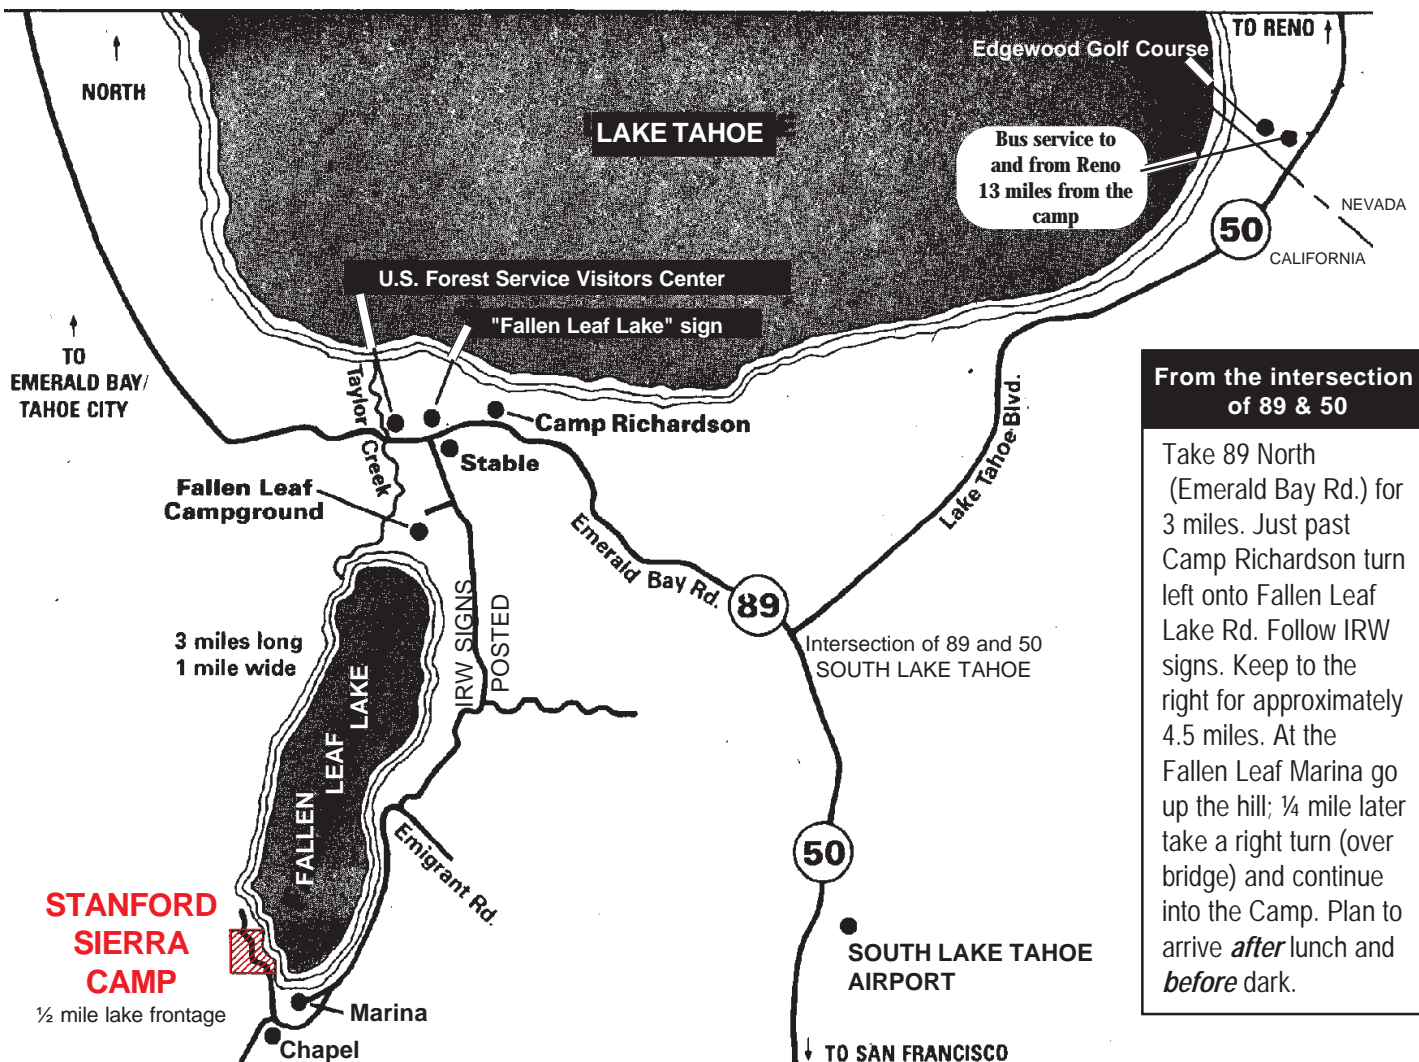 TO RENO
Edgewood Golf Course
NORTH
LAKE TAHOE
Bus service to
and from Reno
13 miles from the
camp
NEVADA
50
CALIFORNIA
U.S. Forest Service Visitors Center
"Fallen Leaf Lake" sign
TO
EMERALD BAY/
TAHOE CITY
Taylor Creek
Camp Richardson
Stable
Fallen Leaf
Campground
Lake Tahoe Blvd.
Emerald Bay Rd.
89
Intersection of 89 and 50
SOUTH LAKE TAHOE
IRW SIGNS
POSTED
3 miles long
1 mile wide
FALLEN LEAF LAKE
Emigrant Rd.
50
STANFORD
SIERRA
CAMP
½ mile lake frontage
Marina
Chapel
SOUTH LAKE TAHOE
AIRPORT
TO SAN FRANCISCO
From the intersection
of 89 & 50
Take 89 North
(Emerald Bay Rd.) for
3 miles. Just past
Camp Richardson turn
left onto Fallen Leaf
Lake Rd. Follow IRW
signs. Keep to the
right for approximately
4.5 miles. At the
Fallen Leaf Marina go
up the hill; ¼ mile later
take a right turn (over
bridge) and continue
into the Camp. Plan to
arrive after lunch and
before dark.